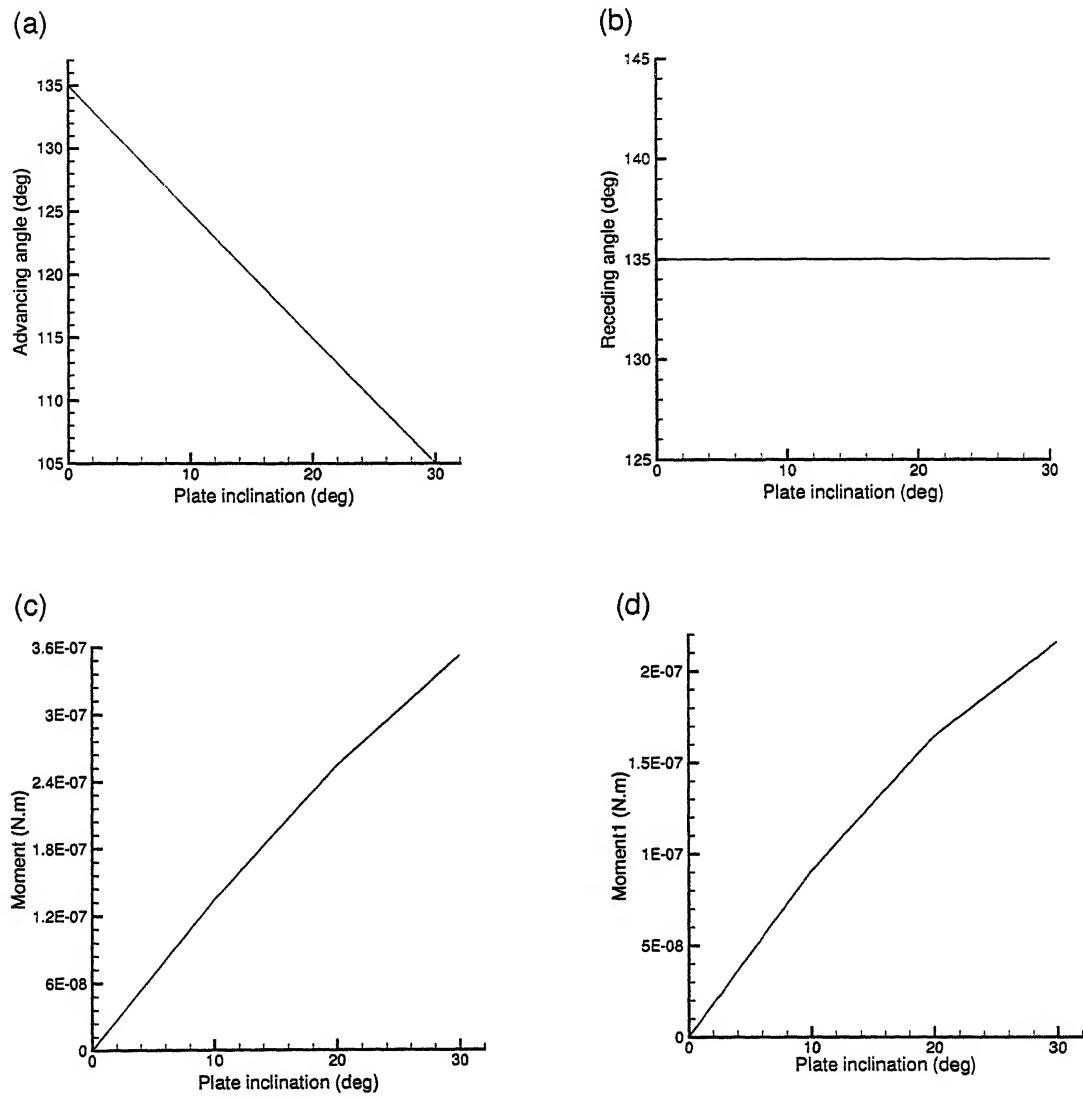 (a)
135
130
125
120
115
110
105
0
10
20
30
Advancing angle (deg)
Plate inclination (deg)
(b)
145
140
135
130
125
0
10
20
30
Receding angle (deg)
Plate inclination (deg)
(c)
3.6E-07
3E-07
2.4E-07
1.8E-07
1.2E-07
6E-08
0
0
10
20
30
Moment (N.m)
Plate inclination (deg)
(d)
2E-07
1.5E-07
1E-07
5E-08
0
0
10
20
30
Moment1 (N.m)
Plate inclination (deg)